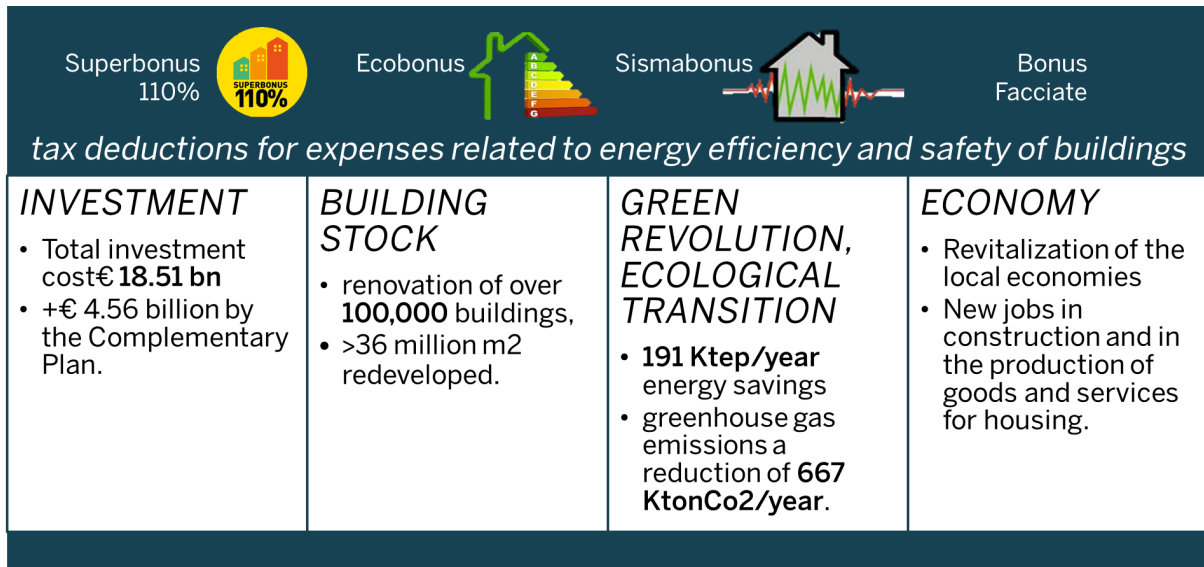 Superbonus
110%
SUPERBONUS
110%
Ecobonus
A
B
C
D
E
F
G
Sismabonus
Bonus
Facciate
tax deductions for expenses related to energy efficiency and safety of buildings
INVESTMENT
• Total investment
cost€ 18.51 bn
• +€ 4.56 billion by
the Complementary
Plan.
BUILDING
STOCK
• renovation of over
100,000 buildings,
• >36 million m2
redeveloped.
GREEN
REVOLUTION,
ECOLOGICAL
TRANSITION
• 191 Ktep/year
energy savings
• greenhouse gas
emissions a
reduction of 667
KtonCo2/year.
ECONOMY
• Revitalization of the
local economies
• New jobs in
construction and in
the production of
goods and services
for housing.